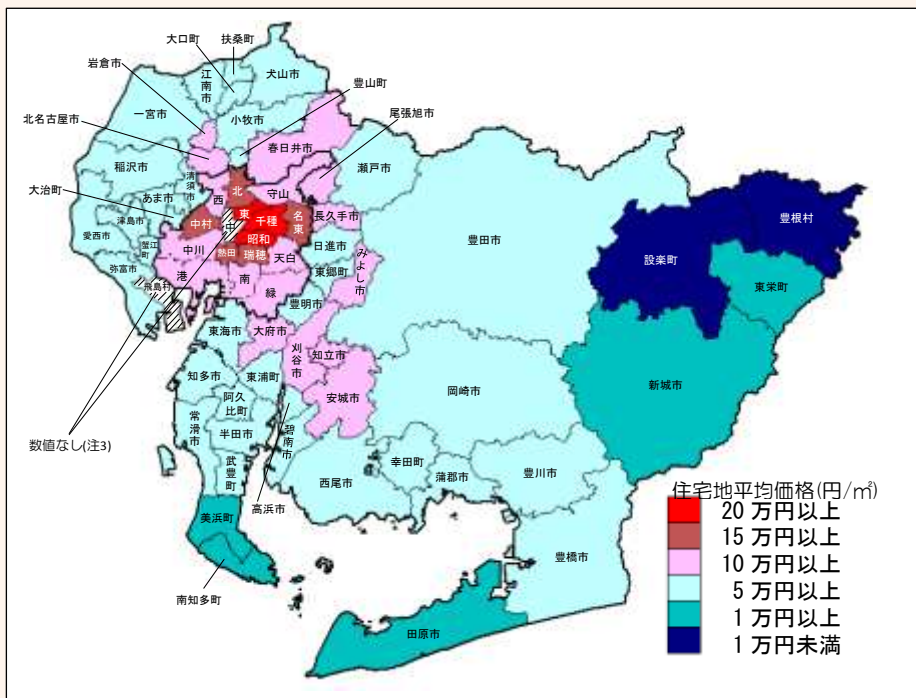 大口町
扶桑町
岩倉市
江南市
犬山市
豊山町
一宮市
小牧市
尾張旭市
北名古屋市
春日井市
瀬戸市
稲沢市
清須市
北
西
守山
大治町
あま市
中村
東
中
千種
名東
長久手市
津島市
愛西市
蟹江町
昭和
中川
熱田
瑞穂
天白
日進市
みよし市
豊田市
豊根村
設楽町
東栄町
弥富市
飛島村
港
南
緑
東郷町
豊明市
東海市
大府市
刈谷市
知立市
新城市
知多市
東浦町
安城市
岡崎市
阿久比町
常滑市
半田市
碧南市
数値なし(注3)
武豊町
高浜市
西尾市
幸田町
蒲郡市
豊川市
美浜町
南知多町
豊橋市
田原市
住宅地平均価格(円/㎡)
20 万円以上
15 万円以上
10 万円以上
5 万円以上
1 万円以上
1 万円未満